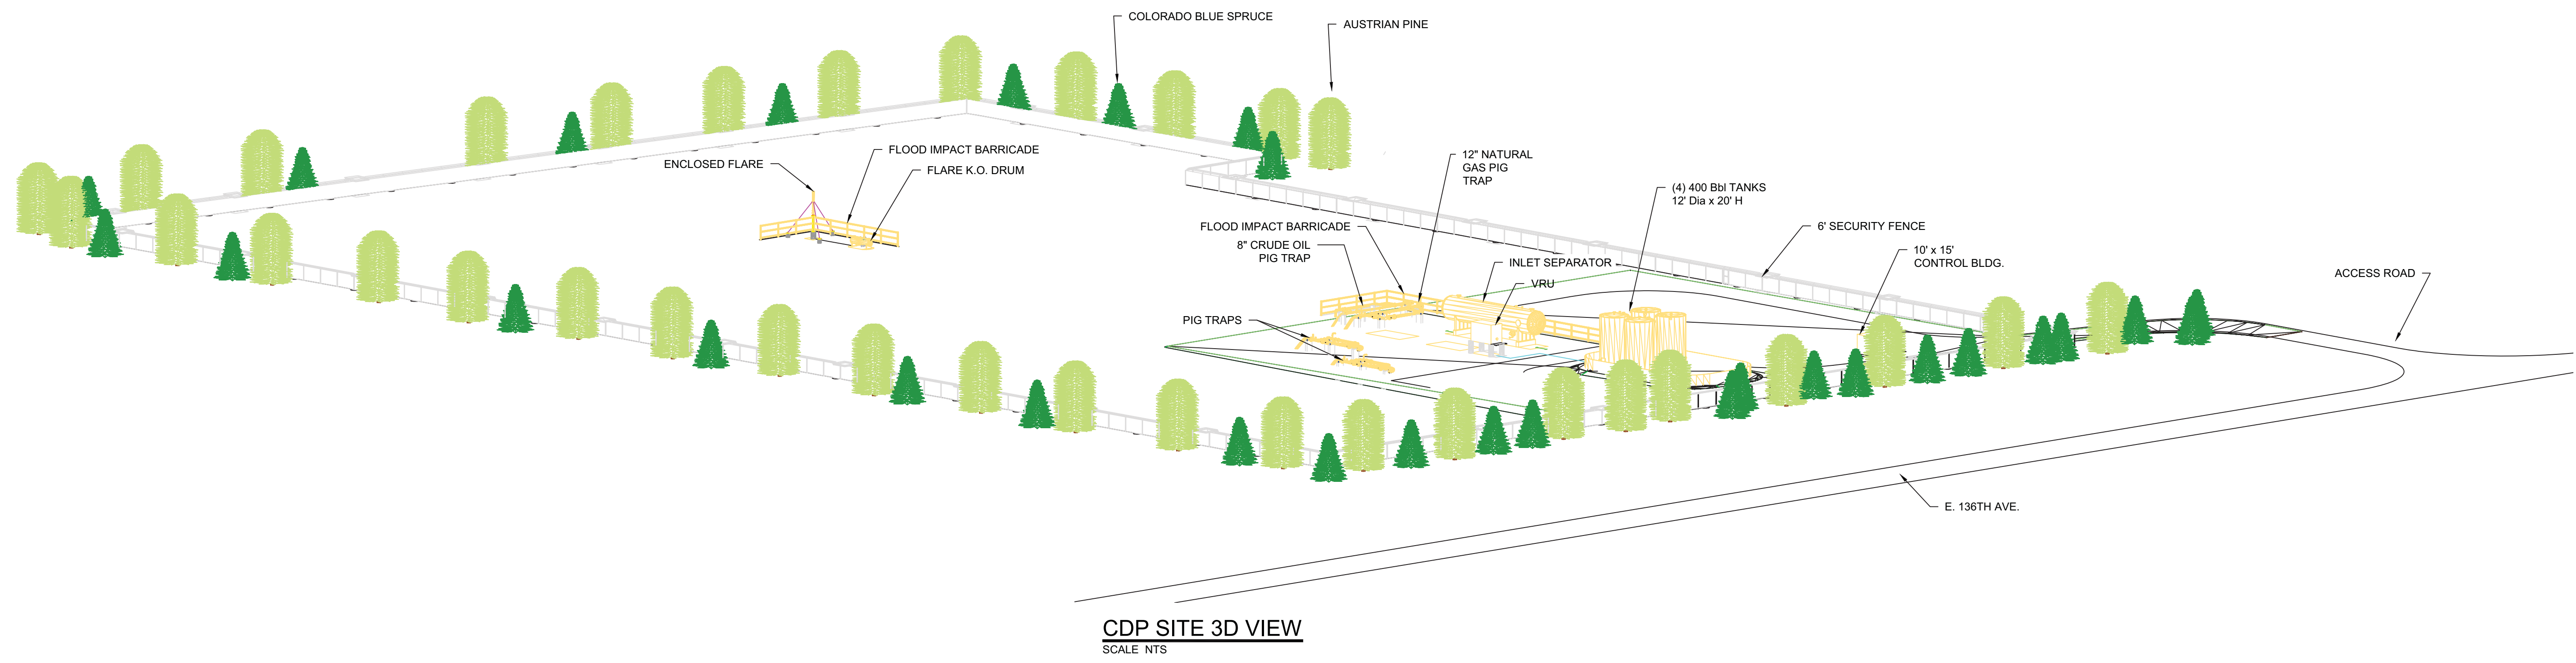 COLORADO BLUE SPRUCE
AUSTRIAN PINE
FLOOD IMPACT BARRICADE
ENCLOSED FLARE
FLARE K.O. DRUM
12" NATURAL
GAS PIG
TRAP
(4) 400 Bbl TANKS
12' Dia x 20' H
FLOOD IMPACT BARRICADE
6' SECURITY FENCE
8" CRUDE OIL
PIG TRAP
INLET SEPARATOR
10' x 15'
CONTROL BLDG.
VRU
ACCESS ROAD
PIG TRAPS
E. 136TH AVE.
CDP SITE 3D VIEW
SCALE NTS